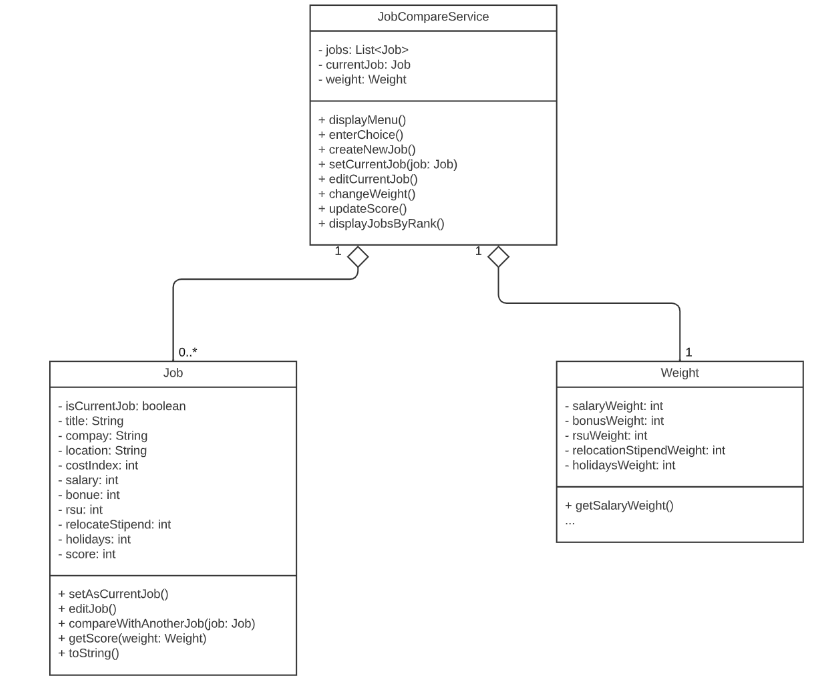 JobCompareService
- jobs: List<Job>
- currentJob: Job
- weight: Weight
+ displayMenu()
+ enterChoice()
+ createNewJob()
+ setCurrentJob(job: Job)
+ editCurrentJob()
+ changeWeight()
+ updateScore()
+ displayJobsByRank()
1
1
0..*
1
Job
- isCurrentJob: boolean
- title: String
- compay: String
- location: String
- costIndex: int
- salary: int
- bonue: int
- rsu: int
- relocateStipend: int
- holidays: int
- score: int
+ setAsCurrentJob()
+ editJob()
+ compareWithAnotherJob(job: Job)
+ getScore(weight: Weight)
+ toString()
Weight
- salaryWeight: int
- bonusWeight: int
- rsuWeight: int
- relocationStipendWeight: int
- holidaysWeight: int
+ getSalaryWeight()
...